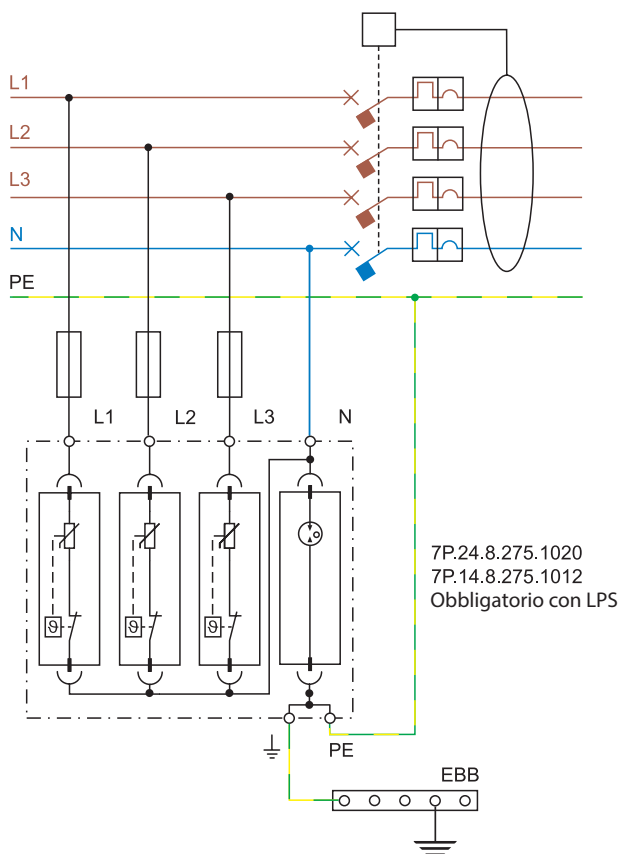 L1
L2
L3
N
PE
L1 L2 L3 N
ϑ ϑ ϑ
7P.24.8.275.1020
7P.14.8.275.1012
Obbligatorio con LPS
PE
EBB